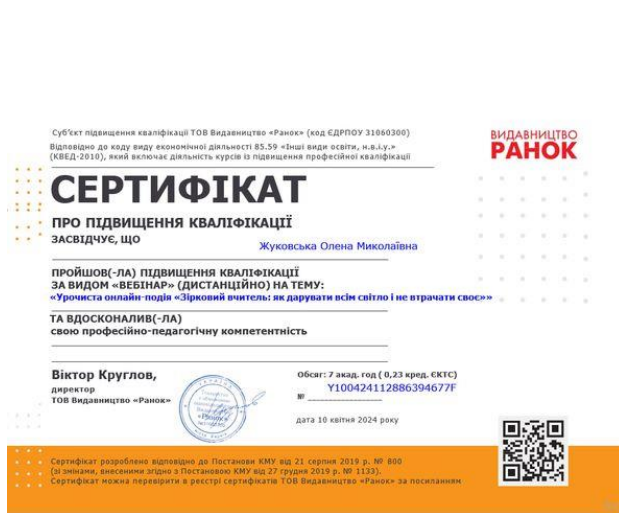 Суб'єкт підвищення кваліфікації ТОВ Видавництво «Ранок» (код ЄДРПОУ 31060300)
Відповідно до коду виду економічної діяльності 85.59 «Інші види освіти, н.в.і.у.»
(КВЕД-2010), який включає діяльність курсів із підвищення професійної кваліфікації
ВИДАВНИЦТВО
РАНОК
СЕРТИФІКАТ
ПРО ПІДВИЩЕННЯ КВАЛІФІКАЦІЇ
ЗАСВІДЧУЄ, ЩО
Жуковська Олена Миколаївна
ПРОЙШОВ(-ЛА) ПІДВИЩЕННЯ КВАЛІФІКАЦІЇ
ЗА ВИДОМ «ВЕБІНАР» (ДИСТАНЦІЙНО) НА ТЕМУ:
«Урочиста онлайн-подія «Зірковий вчитель: як дарувати всім світло і не втрачати своє»»
ТА ВДОСКОНАЛИВ(-ЛА)
свою професійно-педагогічну компетентність
Віктор Круглов,
директор
ТОВ Видавництво «Ранок»
Обсяг: 7 акад. год ( 0,23 кред. ЄКТС)
Y100424112886394677F
№
дата 10 квітня 2024 року
Сертифікат розроблено відповідно до Постанови КМУ від 21 серпня 2019 р. № 800
(зі змінами, внесеними згідно з Постановою КМУ від 27 грудня 2019 р. № 1133).
Сертифікат можна перевірити в реєстрі сертифікатів ТОВ Видавництво «Ранок» за посиланням